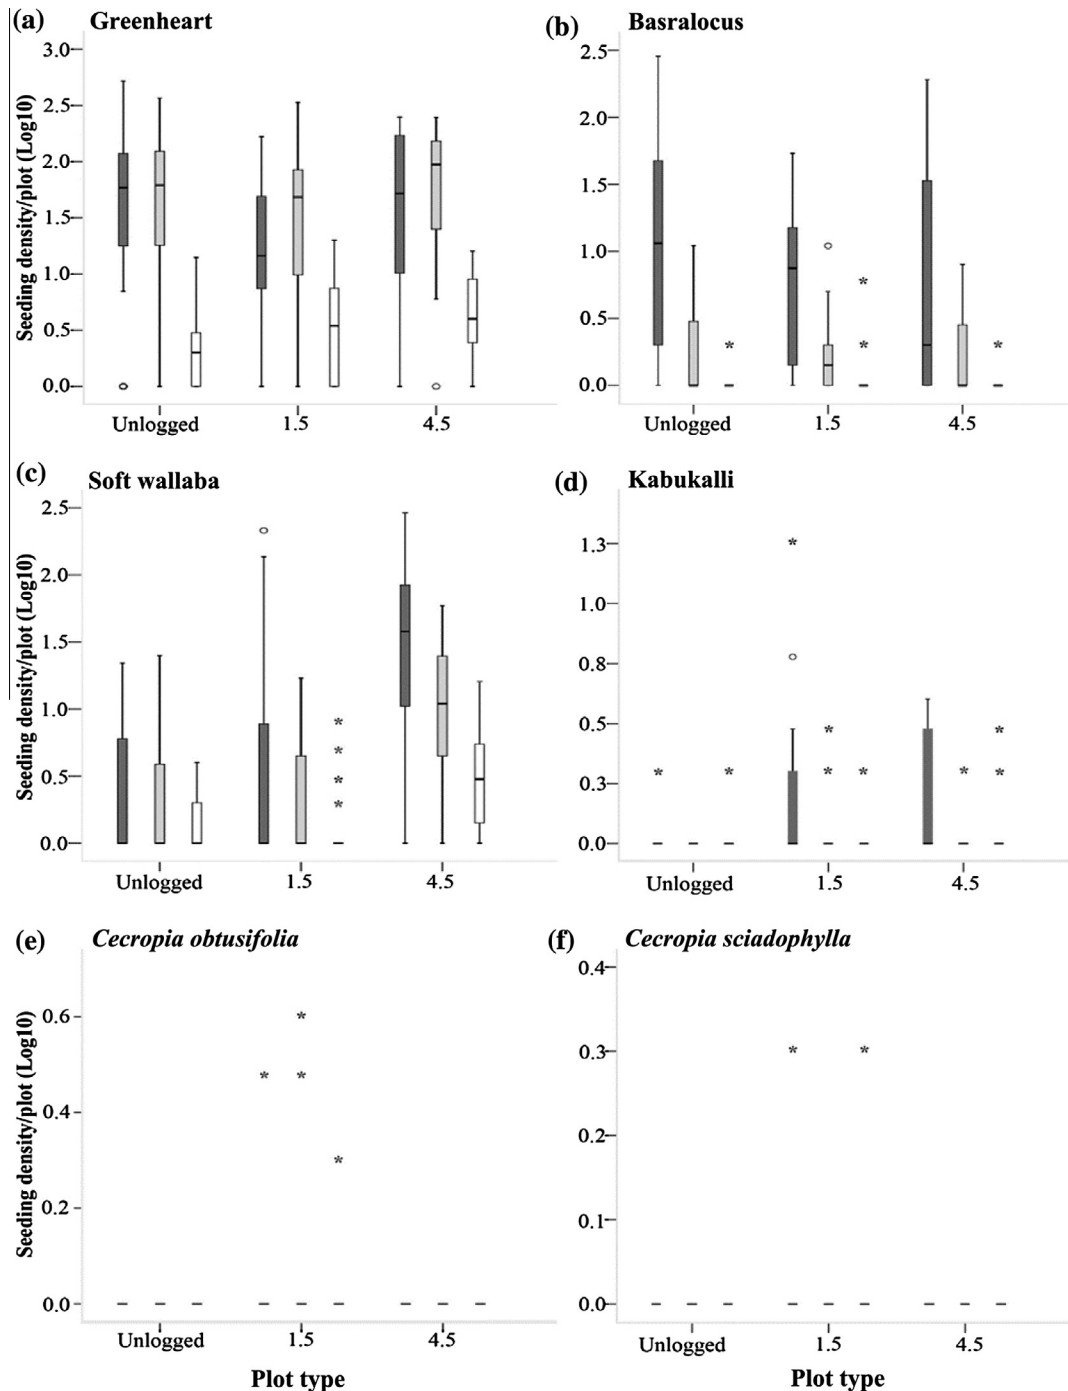 (a) Greenheart
Seeding density/plot (Log10)
3.0
2.5
2.0
1.5
1.0
0.5
0.0
Unlogged 1.5 4.5
(b) Basralocus
2.5
2.0
1.5
1.0
0.5
0.0
Unlogged 1.5 4.5
(c) Soft wallaba
Seeding density/plot (Log10)
2.5
2.0
1.5
1.0
0.5
0.0
Unlogged 1.5 4.5
(d) Kabukalli
1.3
1.0
0.8
0.5
0.3
0.0
Unlogged 1.5 4.5
(e) Cecropia obtusifolia
Seeding density/plot (Log10)
0.6
0.4
0.2
0.0
Unlogged 1.5 4.5
Plot type
(f) Cecropia sciadophylla
0.4
0.3
0.2
0.1
0.0
Unlogged 1.5 4.5
Plot type